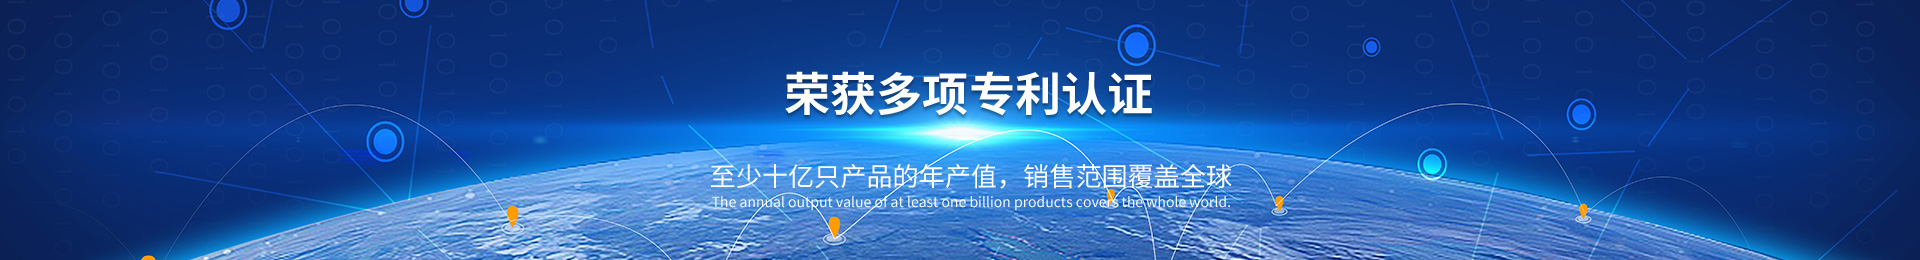 荣获多项专利认证
至少十亿只产品的年产值，销售范围覆盖全球
The annual output value of at least one billion products covers the whole world.